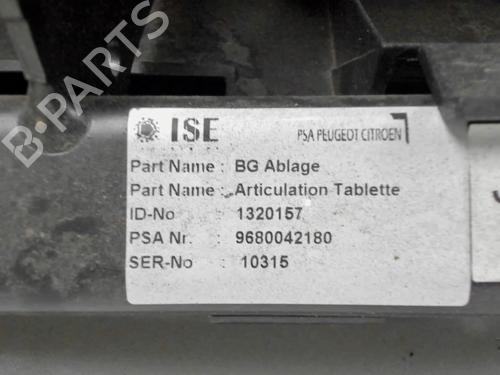 ISE
PSA PEUGEOT CITROËN
Part Name : BG Ablage
Part Name : Articulation Tablette
ID-No : 1320157
PSA Nr. : 9680042180
SER-No : 10315
B-PARTS